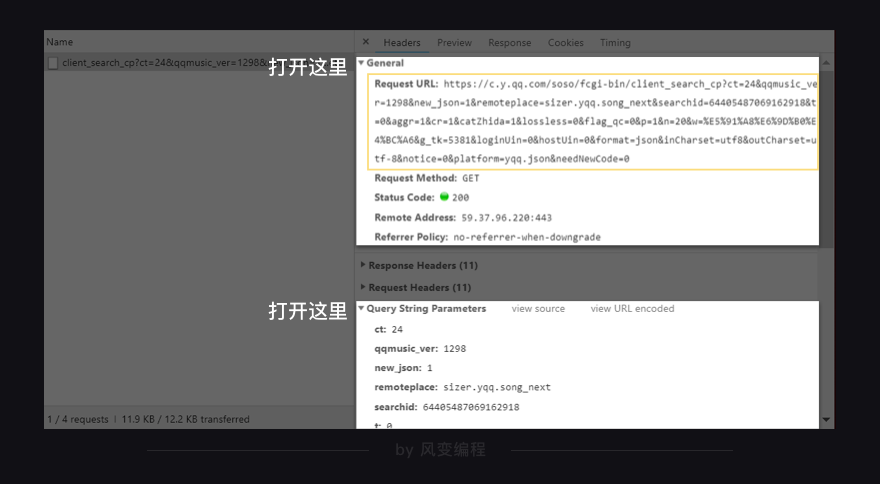 Name
× Headers Preview Response Cookies Timing
client_search_cp?ct=24&qqmusic_ver=1298&
打开这里
General
Request URL: https://c.y.qq.com/soso/fcgi-bin/client_search_cp?ct=24&qqmusic_ve
r=1298&new_json=1&remoteplace=sizer.yqq.song_next&searchid=64405487069162918&t
=0&aggr=1&cr=1&catZhida=1&lossless=0&flag_qc=0&p=1&n=20&w=%E5%91%A8%E6%9D%B0%E
4%BC%A6&g_tk=5381&loginUin=0&hostUin=0&format=json&inCharset=utf8&outCharset=u
tf-8&notice=0&platform=yqq.json&needNewCode=0
Request Method: GET
Status Code: 200
Remote Address: 59.37.96.220:443
Referrer Policy: no-referrer-when-downgrade
Response Headers (11)
Request Headers (11)
打开这里
Query String Parameters view source view URL encoded
ct: 24
qqmusic_ver: 1298
new_json: 1
remoteplace: sizer.yqq.song_next
searchid: 64405487069162918
t: 0
1 / 4 requests | 11.9 KB / 12.2 KB transferred
by 风变编程